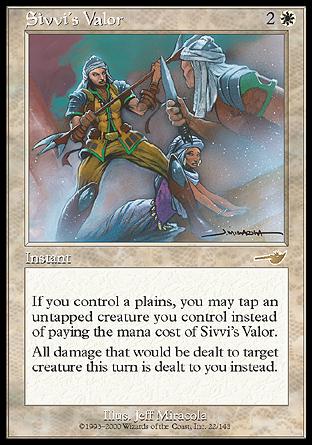 Sivvi's Valor 2
J. MIRACOLA
Instant
If you control a plains, you may tap an
untapped creature you control instead
of paying the mana cost of Sivvi's Valor.
All damage that would be dealt to target
creature this turn is dealt to you instead.
Illus. Jeff Miracola
© 1993–2000 Wizards of the Coast, Inc. 22/143